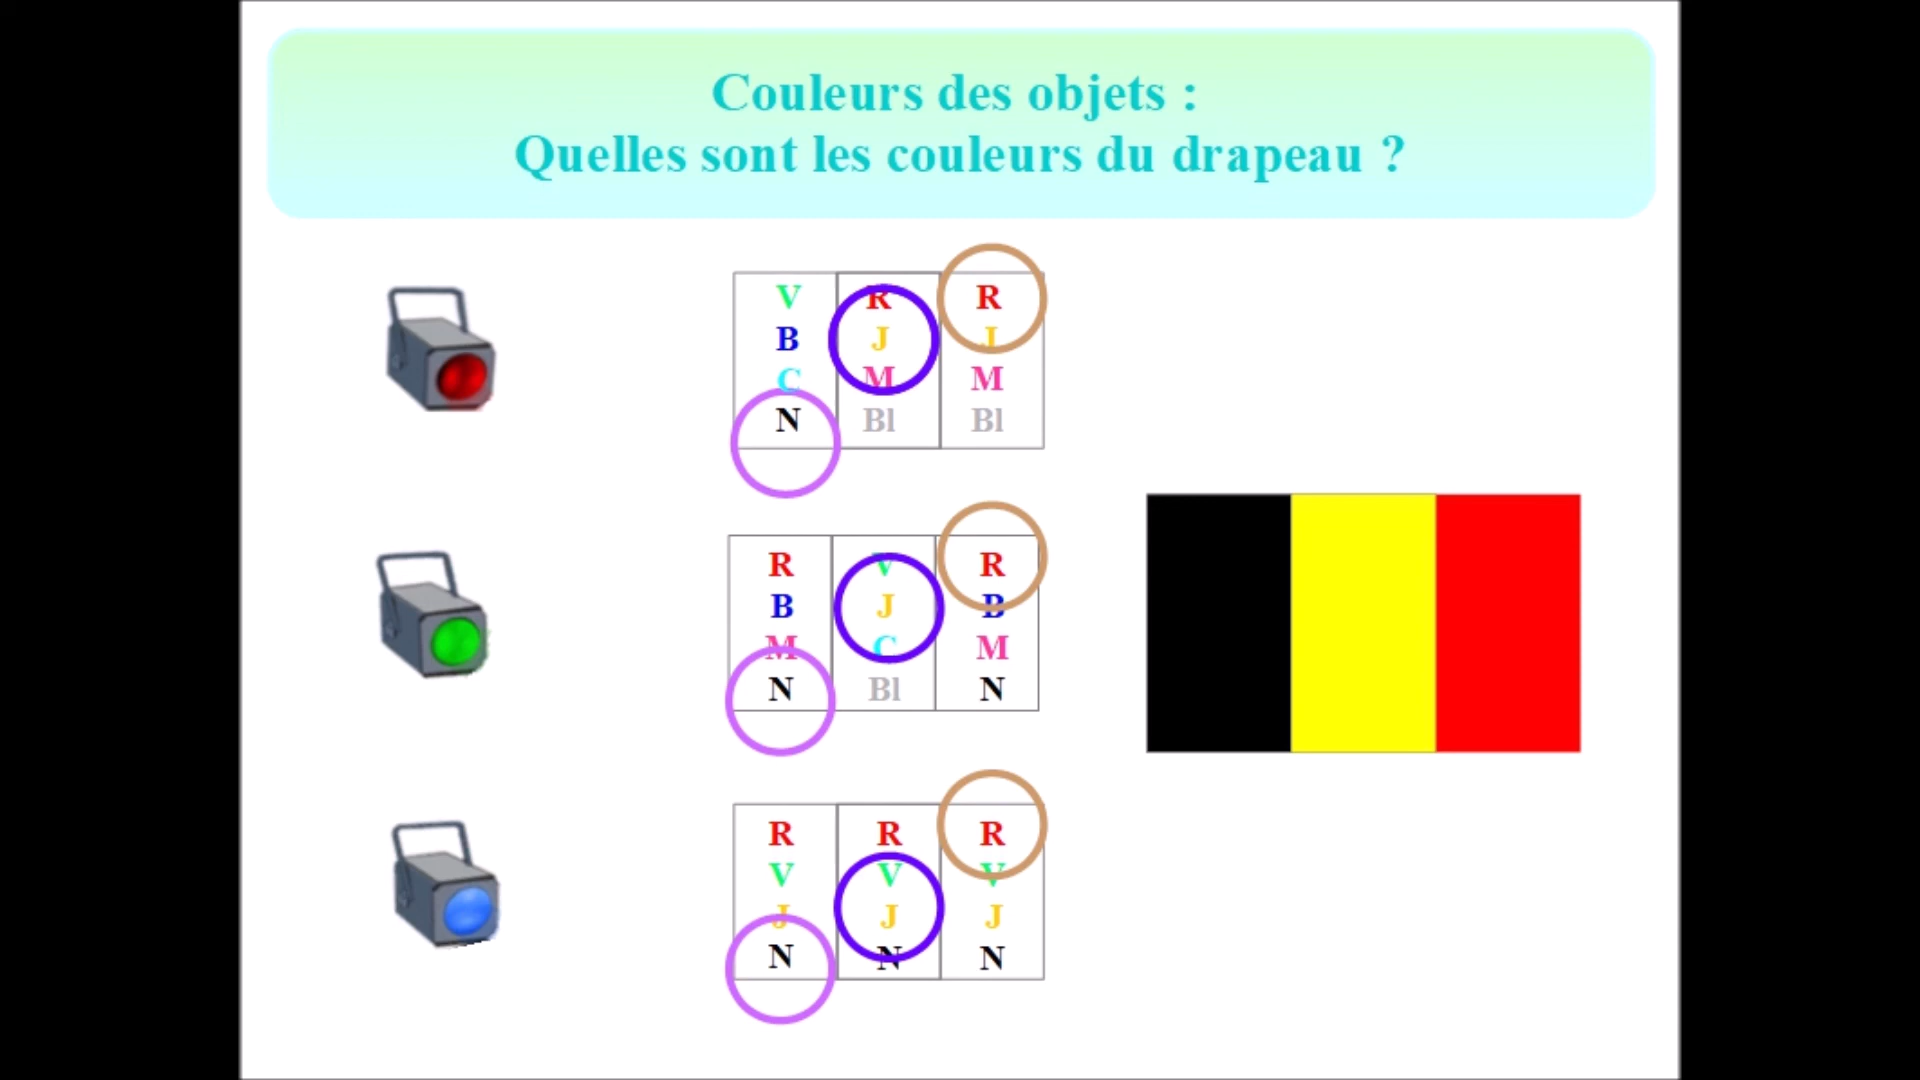 Couleurs des objets :
Quelles sont les couleurs du drapeau ?
V R R
B J J
C M M
N Bl Bl
R V R
B J B
M C M
N Bl N
R R R
V V V
J J J
N N N